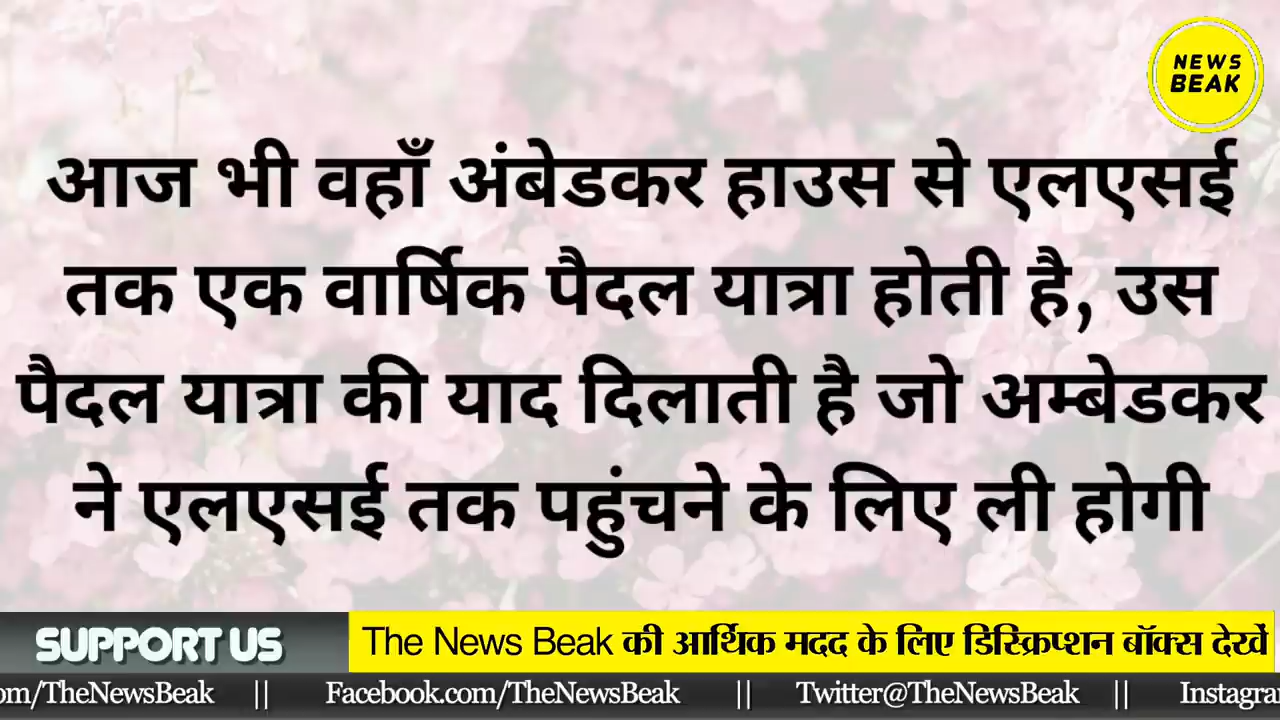 NEWS
BEAK
आज भी वहाँ अंबेडकर हाउस से एलएसई
तक एक वार्षिक पैदल यात्रा होती है, उस
पैदल यात्रा की याद दिलाती है जो अम्बेडकर
ने एलएसई तक पहुंचने के लिए ली होगी
SUPPORT US
The News Beak की आर्थिक मदद के लिए डिस्क्रिप्शन बॉक्स देखें
om/TheNewsBeak || Facebook.com/TheNewsBeak || Twitter@TheNewsBeak || Instagra